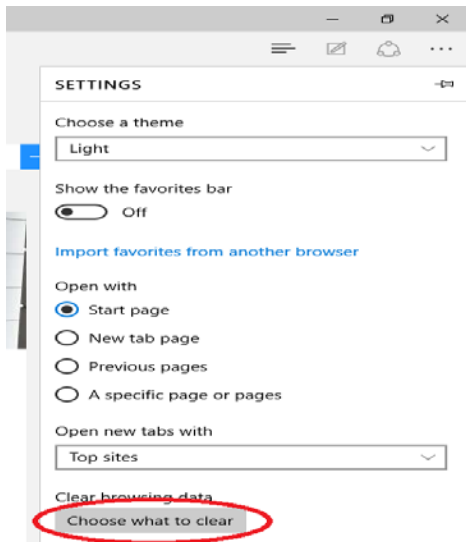 SETTINGS
Choose a theme
Light
Show the favorites bar
Off
Import favorites from another browser
Open with
Start page
New tab page
Previous pages
A specific page or pages
Open new tabs with
Top sites
Clear browsing data
Choose what to clear